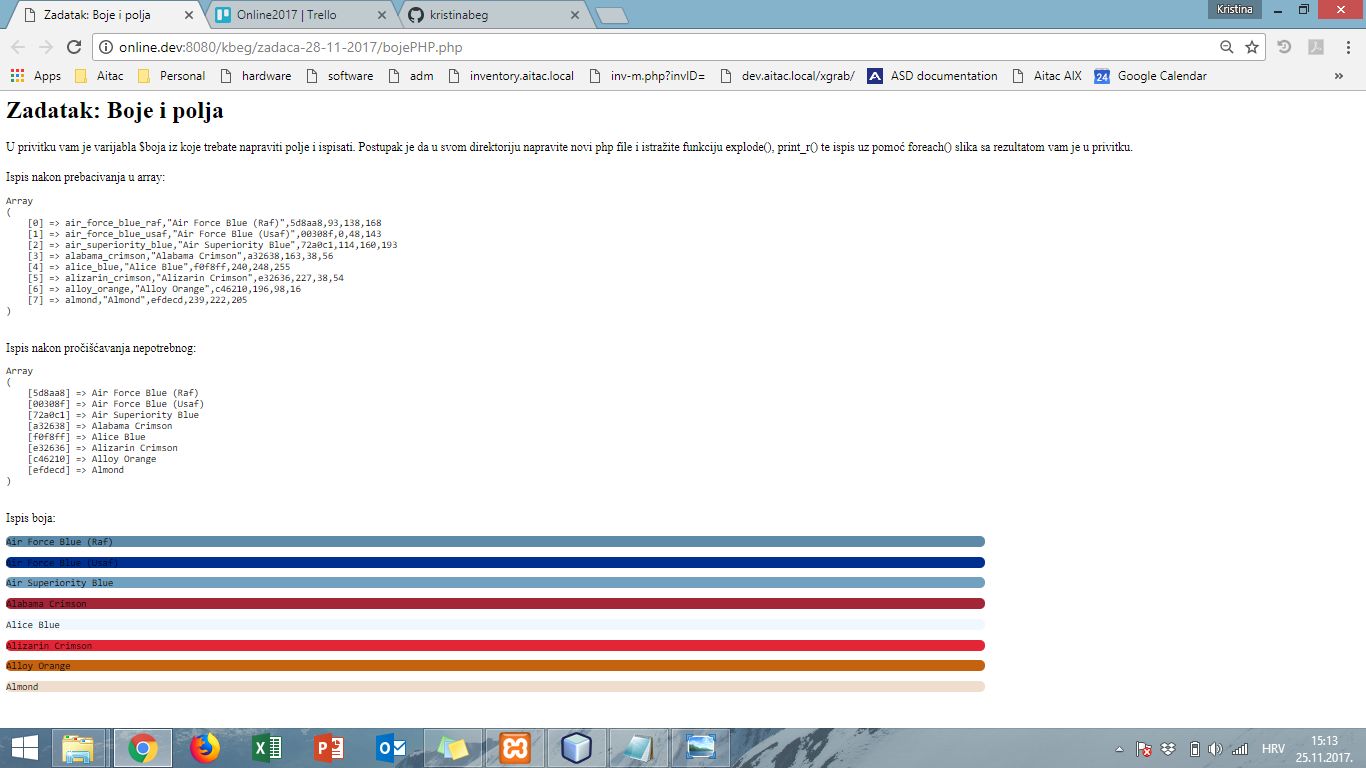 Zadatak: Boje i polja
Online2017 | Trello
kristinabeg
Kristina
online.dev:8080/kbeg/zadaca-28-11-2017/bojePHP.php
Apps Aitac Personal hardware software adm inventory.aitac.local inv-m.php?invID= dev.aitac.local/xgrab/ ASD documentation Aitac AIX 24 Google Calendar »
Zadatak: Boje i polja
U privitku vam je varijabla $boja iz koje trebate napraviti polje i ispisati. Postupak je da u svom direktoriju napravite novi php file i istražite funkciju explode(), print_r() te ispis uz pomoć foreach() slika sa rezultatom vam je u privitku.
Ispis nakon prebacivanja u array:
Array
(
[0] => air_force_blue_raf,"Air Force Blue (Raf)",5d8aa8,93,138,168
[1] => air_force_blue_usaf,"Air Force Blue (Usaf)",00308f,0,48,143
[2] => air_superiority_blue,"Air Superiority Blue",72a0c1,114,160,193
[3] => alabama_crimson,"Alabama Crimson",a32638,163,38,56
[4] => alice_blue,"Alice Blue",f0f8ff,240,248,255
[5] => alizarin_crimson,"Alizarin Crimson",e32636,227,38,54
[6] => alloy_orange,"Alloy Orange",c46210,196,98,16
[7] => almond,"Almond",efdecd,239,222,205
)
Ispis nakon pročišćavanja nepotrebnog:
Array
(
[5d8aa8] => Air Force Blue (Raf)
[00308f] => Air Force Blue (Usaf)
[72a0c1] => Air Superiority Blue
[a32638] => Alabama Crimson
[f0f8ff] => Alice Blue
[e32636] => Alizarin Crimson
[c46210] => Alloy Orange
[efdecd] => Almond
)
Ispis boja:
Air Force Blue (Raf)
Air Force Blue (Usaf)
Air Superiority Blue
Alabama Crimson
Alice Blue
Alizarin Crimson
Alloy Orange
Almond
HRV
15:13
25.11.2017.